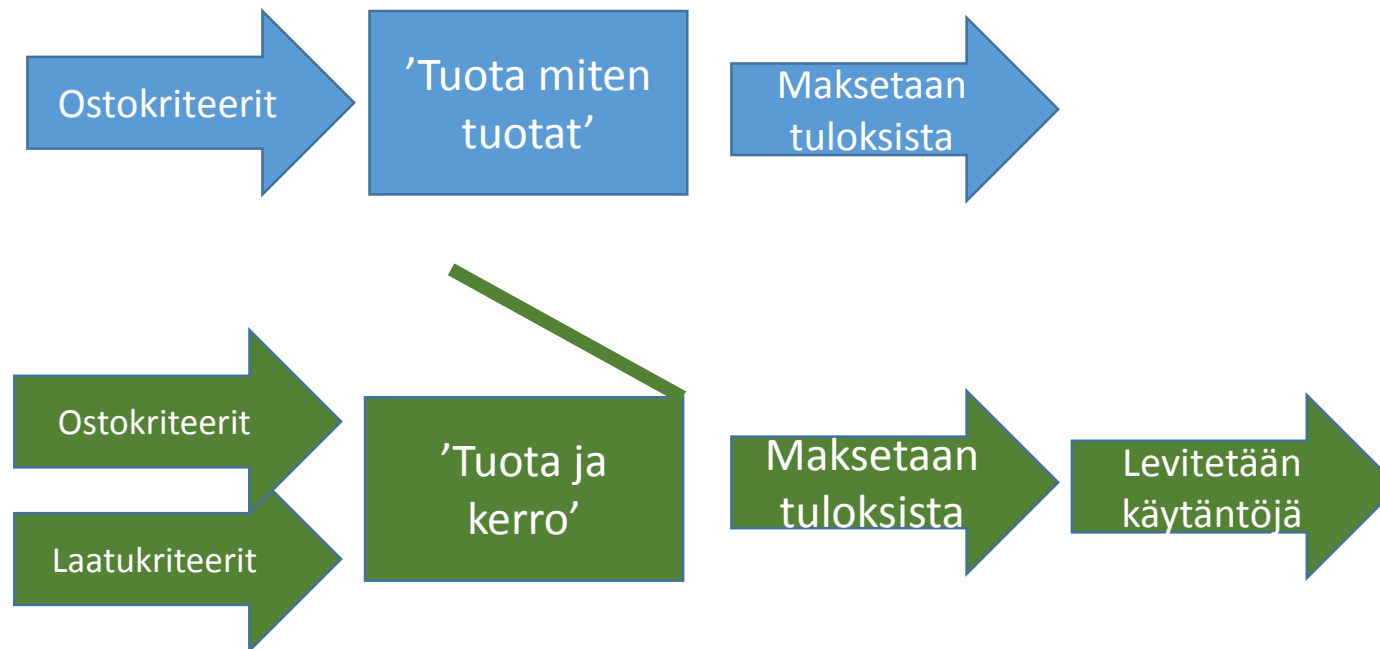 Ostokriteerit
’Tuota miten
tuotat’
Maksetaan
tuloksista
Ostokriteerit
Laatukriteerit
’Tuota ja
kerro’
Maksetaan
tuloksista
Levitetään
käytäntöjä